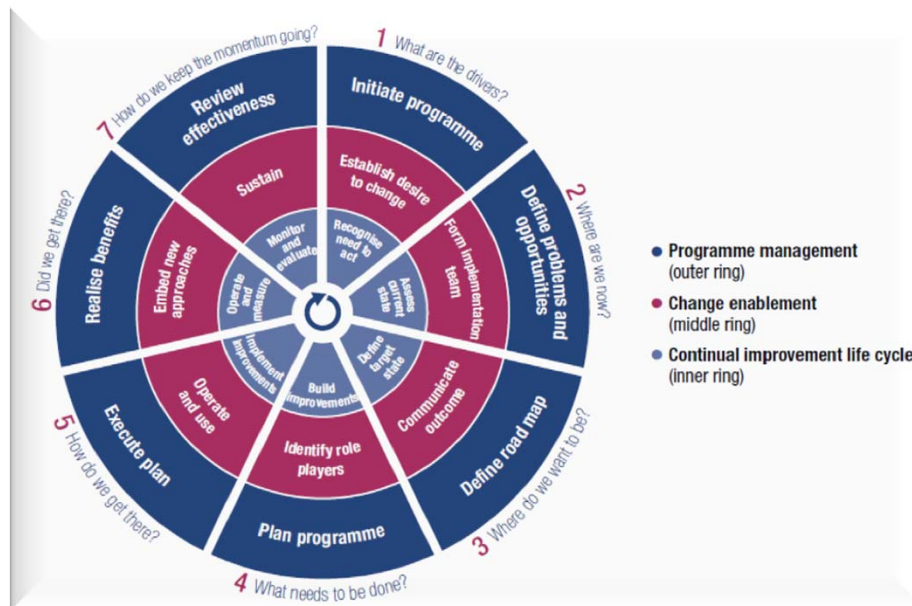 1 What are the drivers?
Initiate programme
Establish desire
to change
Recognise
need to
act
2 Where are we now?
Define problems and
opportunities
Form implementation
team
Assess
current
state
3 Where do we want to be?
Define road map
Communicate
outcome
Define
target
state
4 What needs to be done?
Plan programme
Identify role
players
Build
improvements
5 How do we get there?
Execute plan
Operate
and use
Implement
improvements
6 Did we get there?
Realise benefits
Embed new
approaches
Operate
and
measure
7 How do we keep the momentum going?
Review
effectiveness
Sustain
Monitor
and
evaluate
Programme management
(outer ring)
Change enablement
(middle ring)
Continual improvement life cycle
(inner ring)